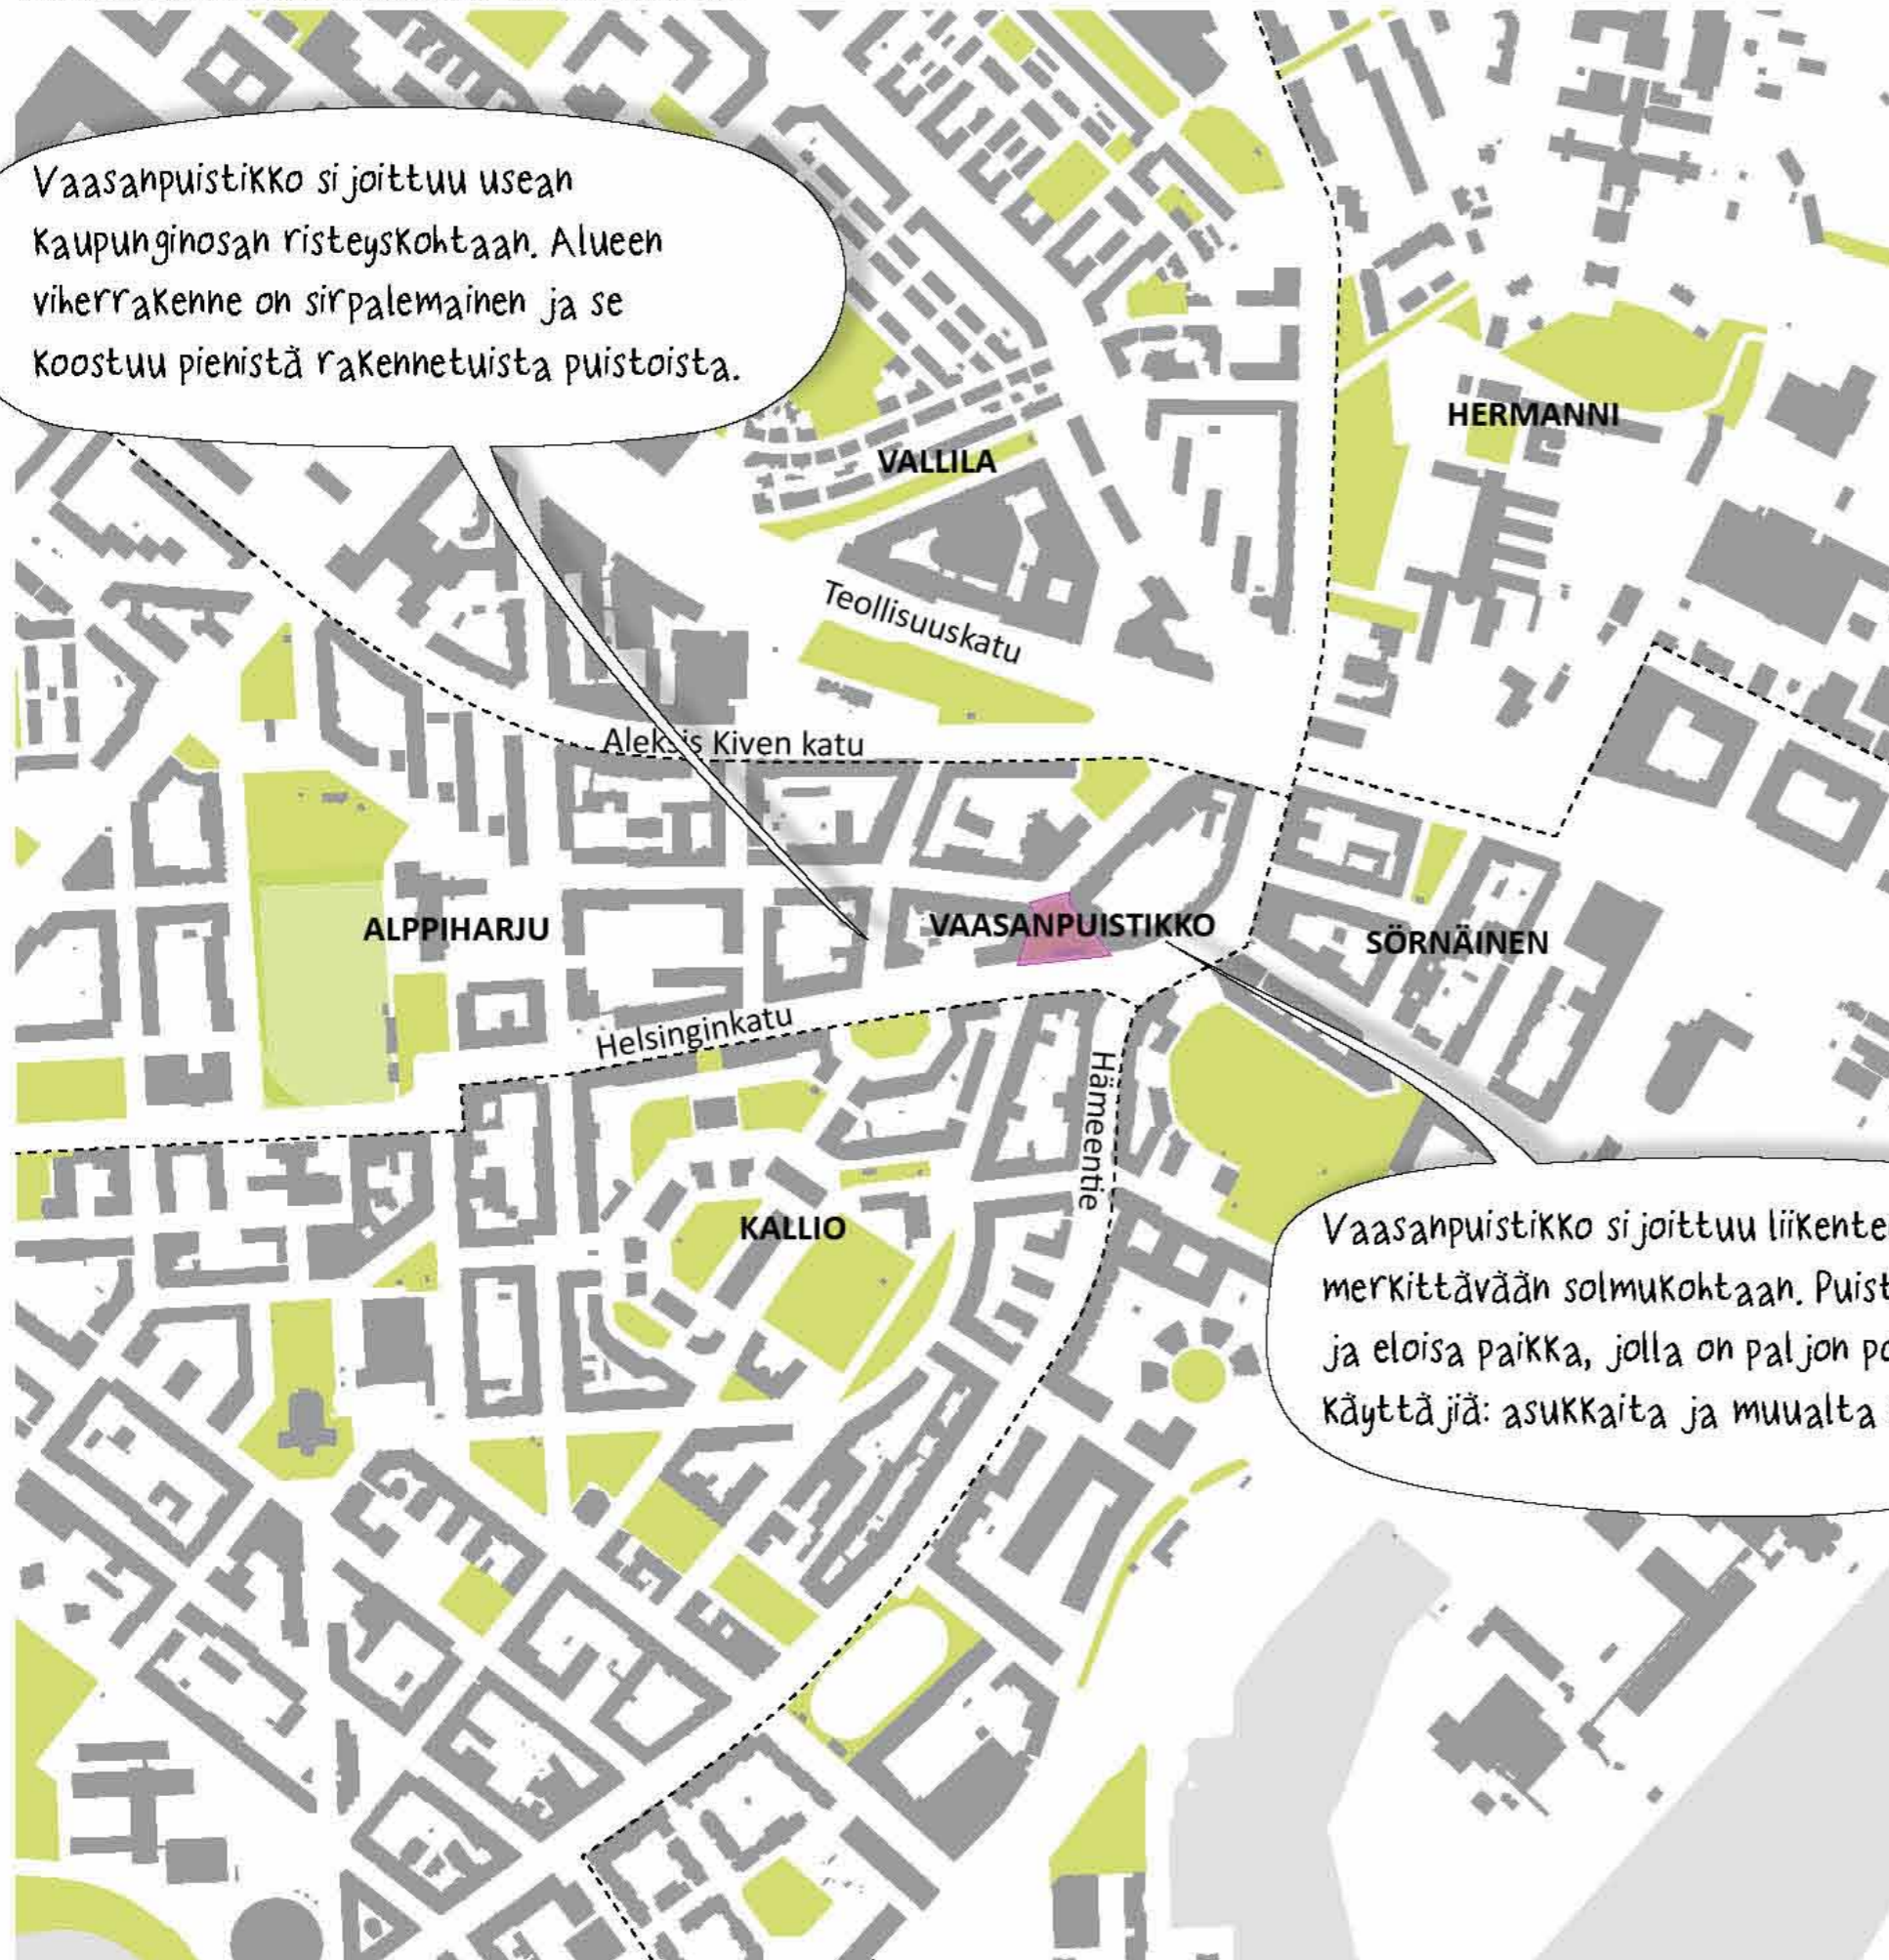 Vaasanpuistikko sijoittuu usean
kaupunginosan risteyskohtaan. Alueen
viherrakenne on sirpalemainen ja se
koostuu pienistä rakennetuista puistoista.
HERMANNI
VALLILA
Teollisuuskatu
Aleksis Kiven katu
ALPPIHARJU
VAASANPUISTIKKO
SÖRNÄINEN
Helsinginkatu
Hämeentie
KALLIO
Vaasanpuistikko sijoittuu liikente
merkittävään solmukohtaan. Puist
ja eloisa paikka, jolla on paljon po
käyttäjiä: asukkaita ja muualta